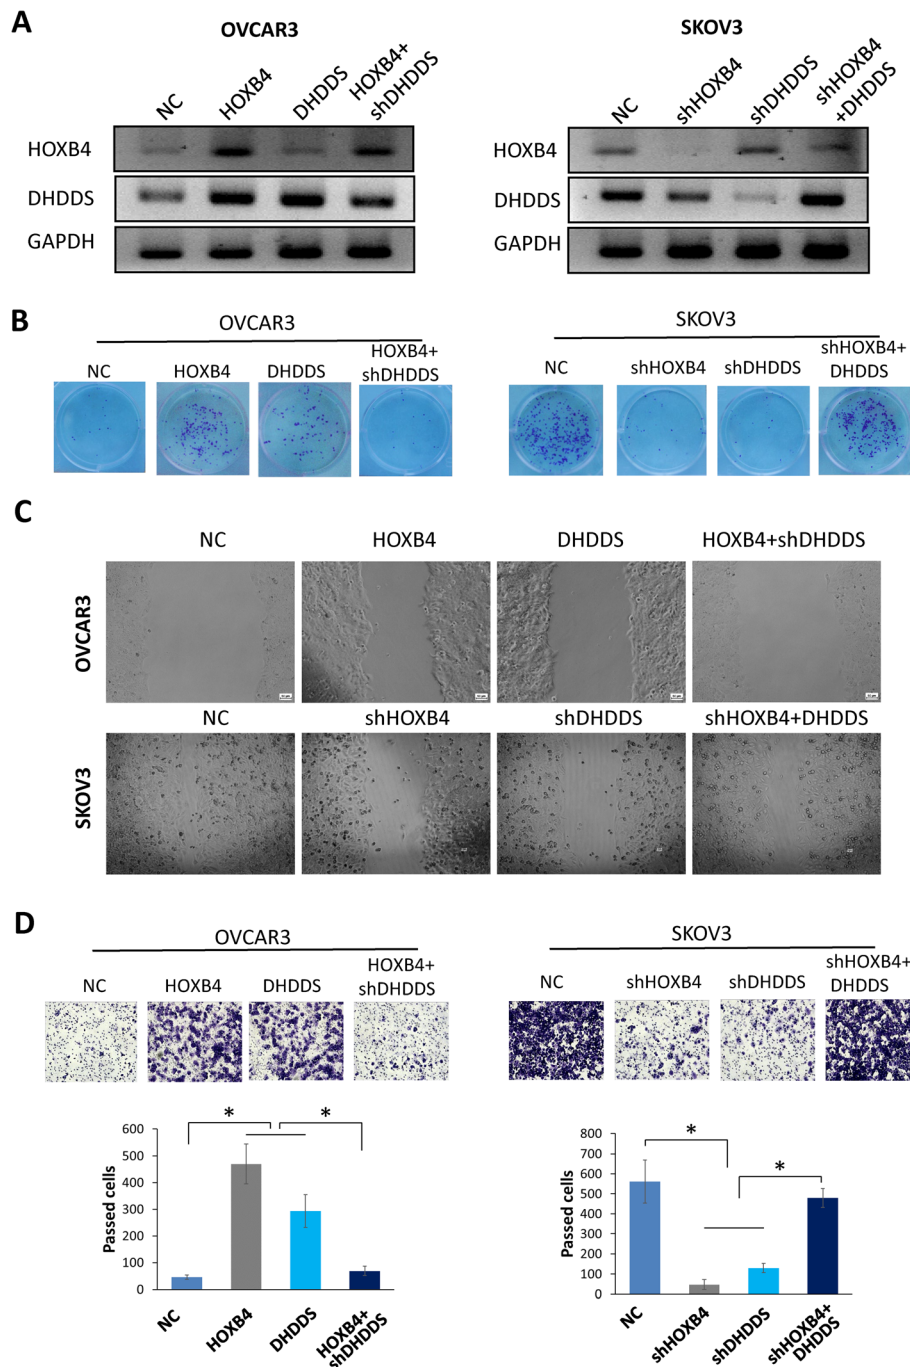 A
OVCAR3
NC
HOXB4
DHDDS
HOXB4+
shDHDDS
HOXB4
DHDDS
GAPDH
SKOV3
NC
shHOXB4
shDHDDS
shHOXB4
+DHDDS
HOXB4
DHDDS
GAPDH
B
OVCAR3
NC
HOXB4
DHDDS
HOXB4+
shDHDDS
SKOV3
NC
shHOXB4
shDHDDS
shHOXB4+
DHDDS
C
NC
HOXB4
DHDDS
HOXB4+shDHDDS
OVCAR3
NC
shHOXB4
shDHDDS
shHOXB4+DHDDS
SKOV3
D
OVCAR3
NC
HOXB4
DHDDS
HOXB4+
shDHDDS
SKOV3
NC
shHOXB4
shDHDDS
shHOXB4+
DHDDS
Passed cells
600
500
400
300
200
100
0
*
*
NC
HOXB4
DHDDS
HOXB4+
shDHDDS
Passed cells
800
700
600
500
400
300
200
100
0
*
*
NC
shHOXB4
shDHDDS
shHOXB4+
DHDDS